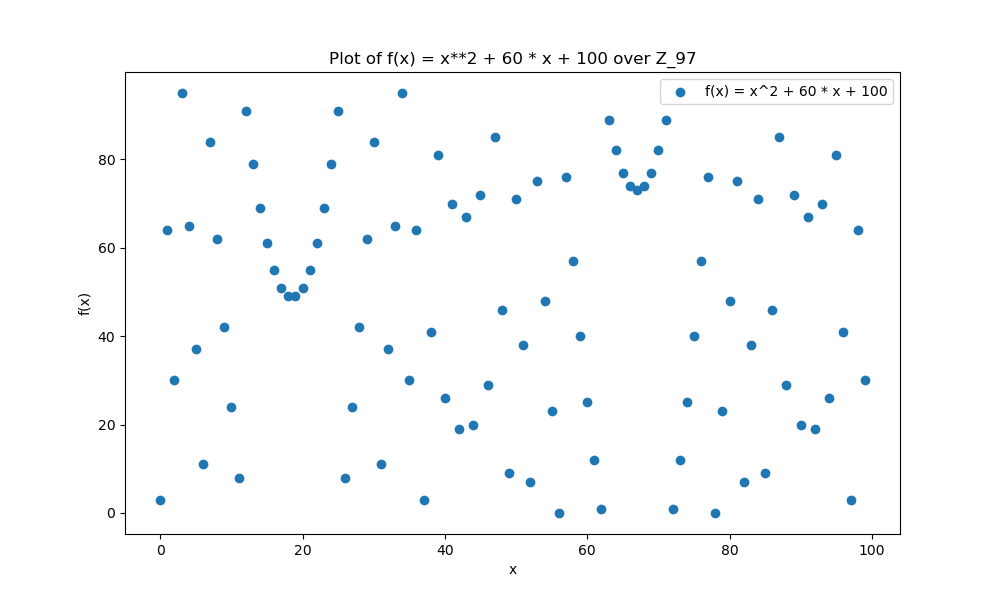 Plot of f(x) = x**2 + 60 * x + 100 over Z_97
f(x) = x^2 + 60 * x + 100
80
60
40
20
0
f(x)
0 20 40 60 80 100
x